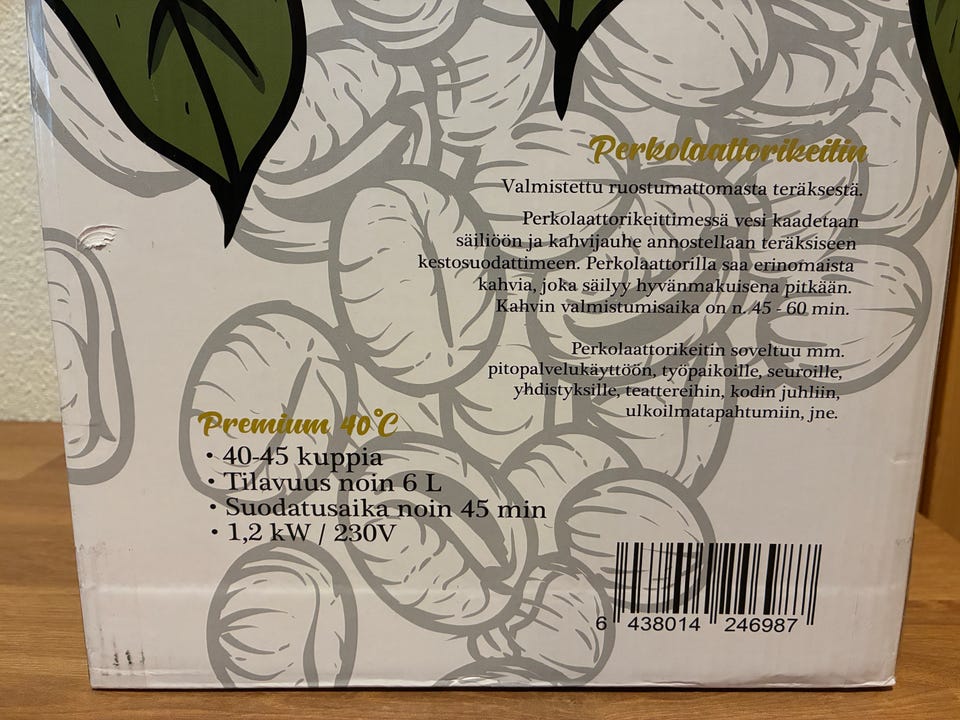 Perkolaattorikeitin
Valmistettu ruostumattomasta teräksestä.
Perkolaattorikeittimessä vesi kaadetaan
säiliöön ja kahvijauhe annostellaan teräksiseen
kestosuodattimeen. Perkolaattorilla saa erinomaista
kahvia, joka säilyy hyvänmakuisena pitkään.
Kahvin valmistumisaika on n. 45 - 60 min.
Perkolaattorikeitin soveltuu mm.
pitopalvelukäyttöön, työpaikoille, seuroille,
yhdistyksille, teattereihin, kodin juhliin,
ulkoilmatapahtumiin, jne.
Premium 40°C
• 40-45 kuppia
• Tilavuus noin 6 L
• Suodatusaika noin 45 min
• 1,2 kW / 230V
6 438014 246987